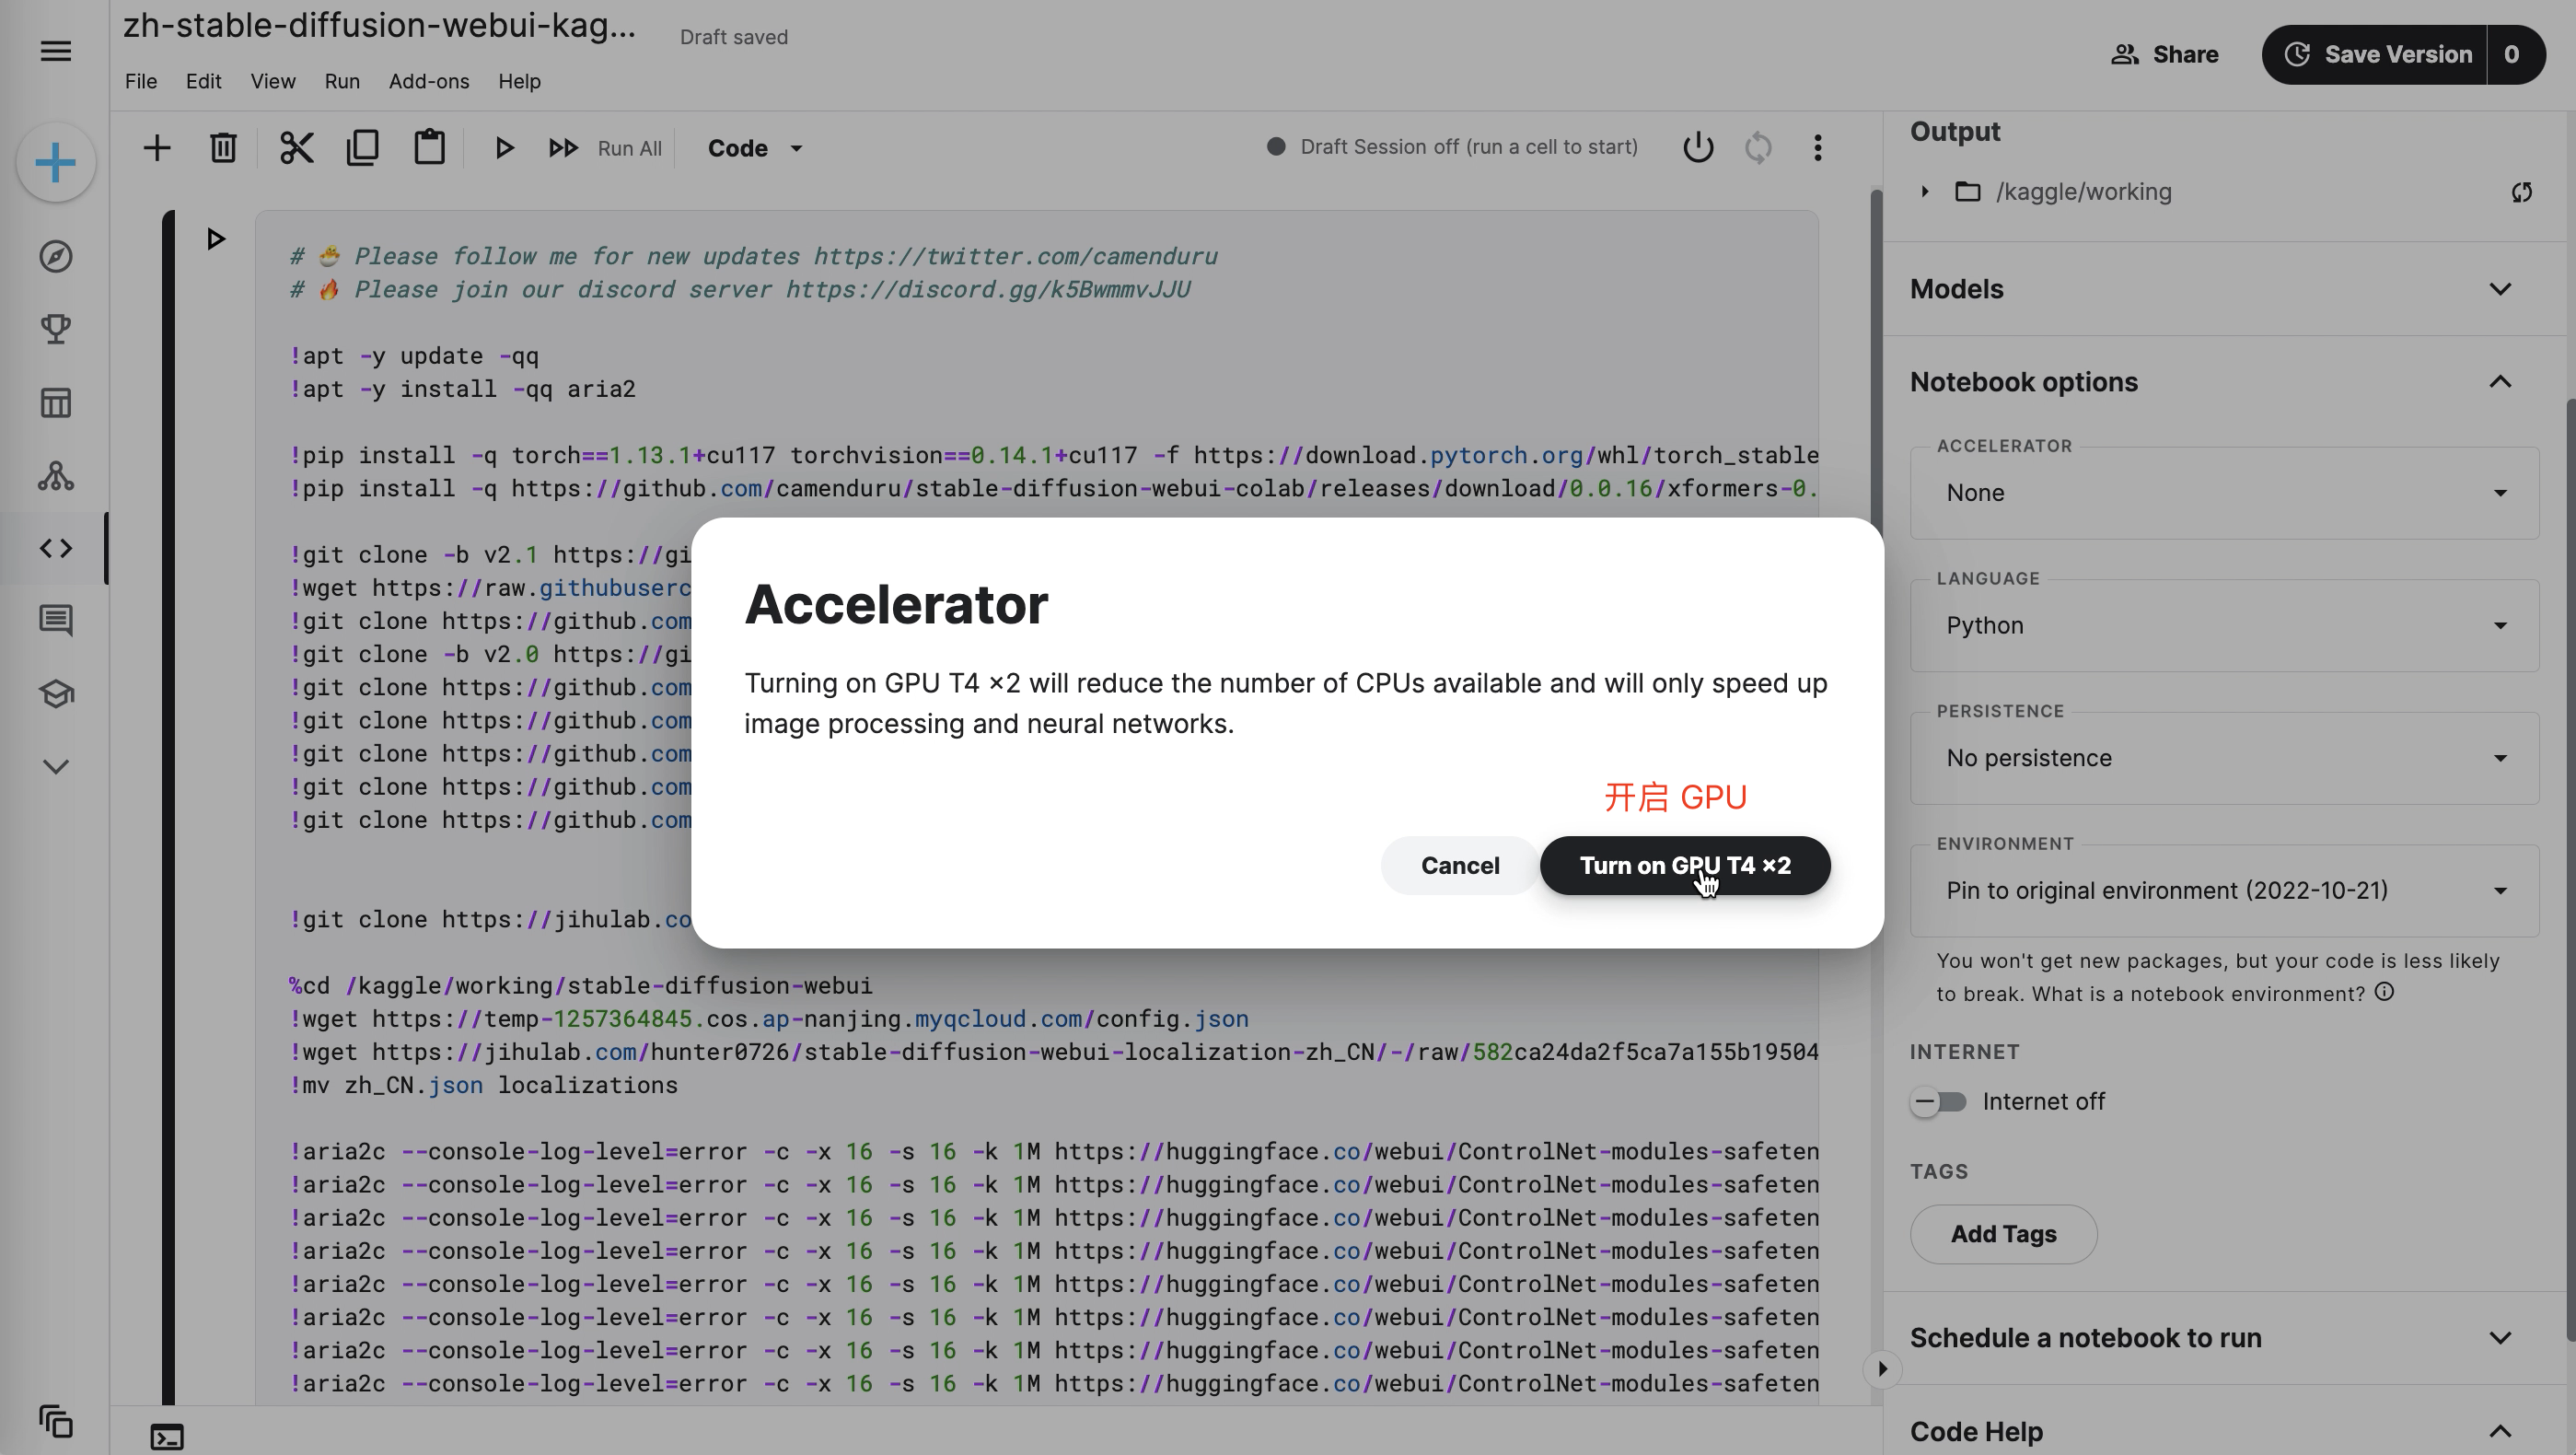 zh-stable-diffusion-webui-kag...
Draft saved
File Edit View Run Add-ons Help
Share
Save Version 0
Run All
Code
Draft Session off (run a cell to start)
# 🐣 Please follow me for new updates https://twitter.com/camenduru
# 🔥 Please join our discord server https://discord.gg/k5BwmmvJJU
!apt -y update -qq
!apt -y install -qq aria2
!pip install -q torch==1.13.1+cu117 torchvision==0.14.1+cu117 -f https://download.pytorch.org/whl/torch_stable
!pip install -q https://github.com/camenduru/stable-diffusion-webui-colab/releases/download/0.0.16/xformers-0.
!git clone -b v2.1 https://gi
!wget https://raw.githubuserc
!git clone https://github.com
!git clone -b v2.0 https://gi
!git clone https://github.com
!git clone https://github.com
!git clone https://github.com
!git clone https://github.com
!git clone https://github.com
!git clone https://jihulab.co
%cd /kaggle/working/stable-diffusion-webui
!wget https://temp-1257364845.cos.ap-nanjing.myqcloud.com/config.json
!wget https://jihulab.com/hunter0726/stable-diffusion-webui-localization-zh_CN/-/raw/582ca24da2f5ca7a155b19504
!mv zh_CN.json localizations
!aria2c --console-log-level=error -c -x 16 -s 16 -k 1M https://huggingface.co/webui/ControlNet-modules-safeten
!aria2c --console-log-level=error -c -x 16 -s 16 -k 1M https://huggingface.co/webui/ControlNet-modules-safeten
!aria2c --console-log-level=error -c -x 16 -s 16 -k 1M https://huggingface.co/webui/ControlNet-modules-safeten
!aria2c --console-log-level=error -c -x 16 -s 16 -k 1M https://huggingface.co/webui/ControlNet-modules-safeten
!aria2c --console-log-level=error -c -x 16 -s 16 -k 1M https://huggingface.co/webui/ControlNet-modules-safeten
!aria2c --console-log-level=error -c -x 16 -s 16 -k 1M https://huggingface.co/webui/ControlNet-modules-safeten
!aria2c --console-log-level=error -c -x 16 -s 16 -k 1M https://huggingface.co/webui/ControlNet-modules-safeten
!aria2c --console-log-level=error -c -x 16 -s 16 -k 1M https://huggingface.co/webui/ControlNet-modules-safeten
Accelerator
Turning on GPU T4 ×2 will reduce the number of CPUs available and will only speed up
image processing and neural networks.
开启 GPU
Cancel
Turn on GPU T4 ×2
Output
/kaggle/working
Models
Notebook options
ACCELERATOR
None
LANGUAGE
Python
PERSISTENCE
No persistence
ENVIRONMENT
Pin to original environment (2022-10-21)
You won't get new packages, but your code is less likely
to break. What is a notebook environment?
INTERNET
Internet off
TAGS
Add Tags
Schedule a notebook to run
Code Help